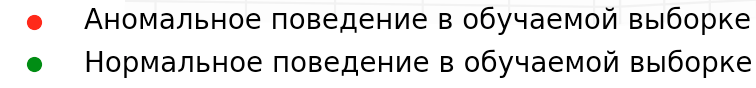 Аномальное поведение в обучаемой выборке
Нормальное поведение в обучаемой выборке